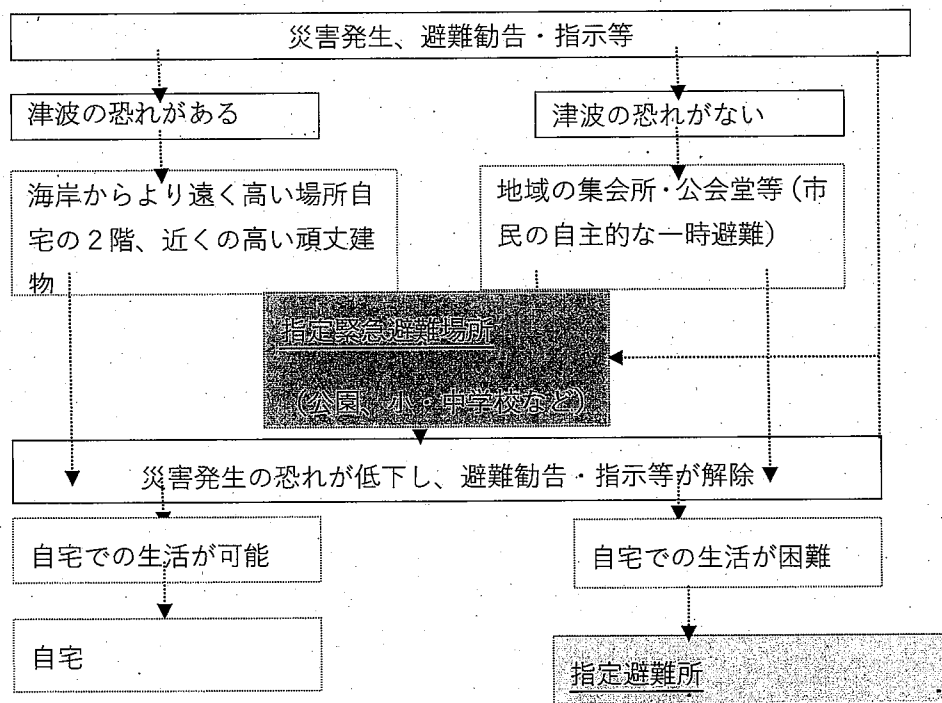 災害発生、避難勧告・指示等
津波の恐れがある
津波の恐れがない
海岸からより遠く高い場所自
宅の２階、近くの高い頑丈建
物
地域の集会所・公会堂等（市
民の自主的な一時避難）
指定緊急避難場所
（公園、小・中学校など）
災害発生の恐れが低下し、避難勧告・指示等が解除
自宅での生活が可能
自宅での生活が困難
自宅
指定避難所